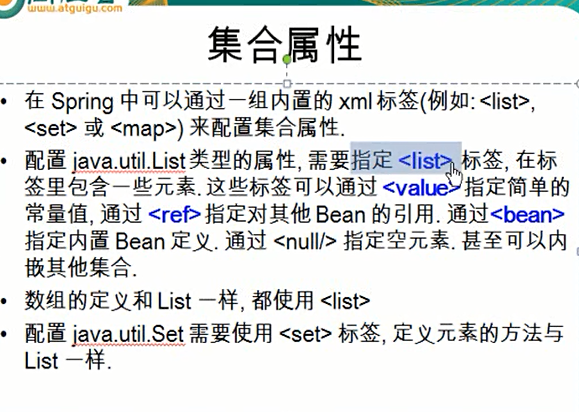 www.atguigu.com
集合属性
• 在 Spring 中可以通过一组内置的 xml 标签(例如: <list>,
<set> 或 <map>) 来配置集合属性.
• 配置 java.util.List 类型的属性, 需要指定 <list> 标签, 在标
签里包含一些元素. 这些标签可以通过 <value> 指定简单的
常量值, 通过 <ref> 指定对其他 Bean 的引用. 通过<bean>
指定内置 Bean 定义. 通过 <null/> 指定空元素. 甚至可以内
嵌其他集合.
• 数组的定义和 List 一样, 都使用 <list>
• 配置 java.util.Set 需要使用 <set> 标签, 定义元素的方法与
List 一样.